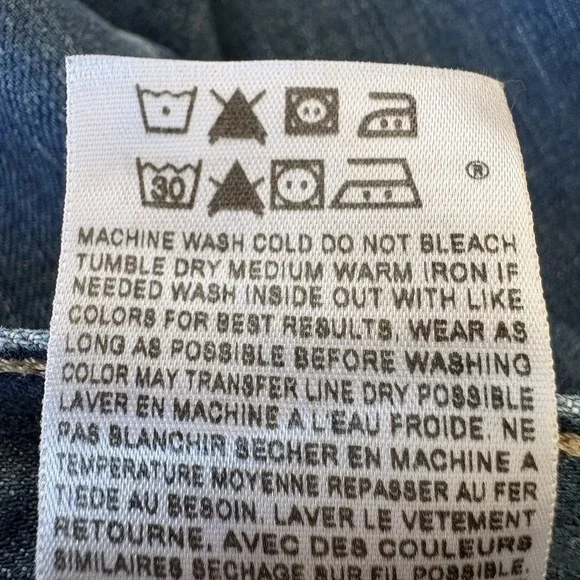 30 ®
MACHINE WASH COLD DO NOT BLEACH
TUMBLE DRY MEDIUM WARM IRON IF
NEEDED WASH INSIDE OUT WITH LIKE
COLORS FOR BEST RESULTS, WEAR AS
LONG AS POSSIBLE BEFORE WASHING
COLOR MAY TRANSFER LINE DRY POSSIBLE
LAVER EN MACHINE A L'EAU FROIDE. NE
PAS BLANCHIR SECHER EN MACHINE A
TEMPERATURE MOYENNE REPASSER AU FER
TIEDE AU BESOIN. LAVER LE VETEMENT
RETOURNE, AVEC DES COULEURS
SIMILAIRES SECHAGE SUR FIL POSSIBLE.